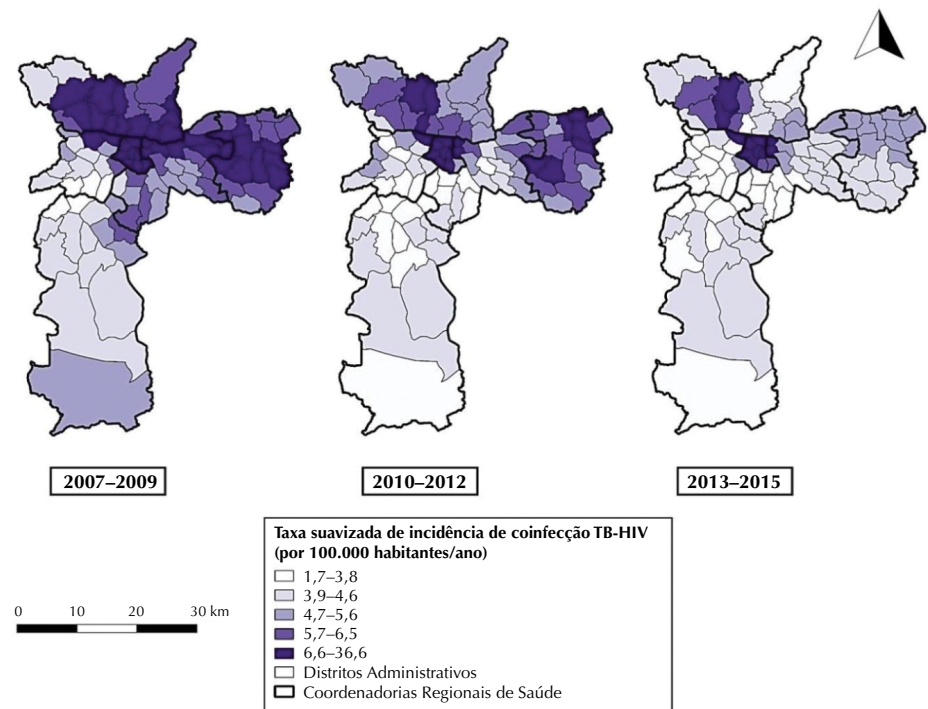 2007–2009
2010–2012
2013–2015
Taxa suavizada de incidência de coinfecção TB-HIV
(por 100.000 habitantes/ano)
1,7–3,8
3,9–4,6
4,7–5,6
5,7–6,5
6,6–36,6
Distritos Administrativos
Coordenadorias Regionais de Saúde
0 10 20 30 km